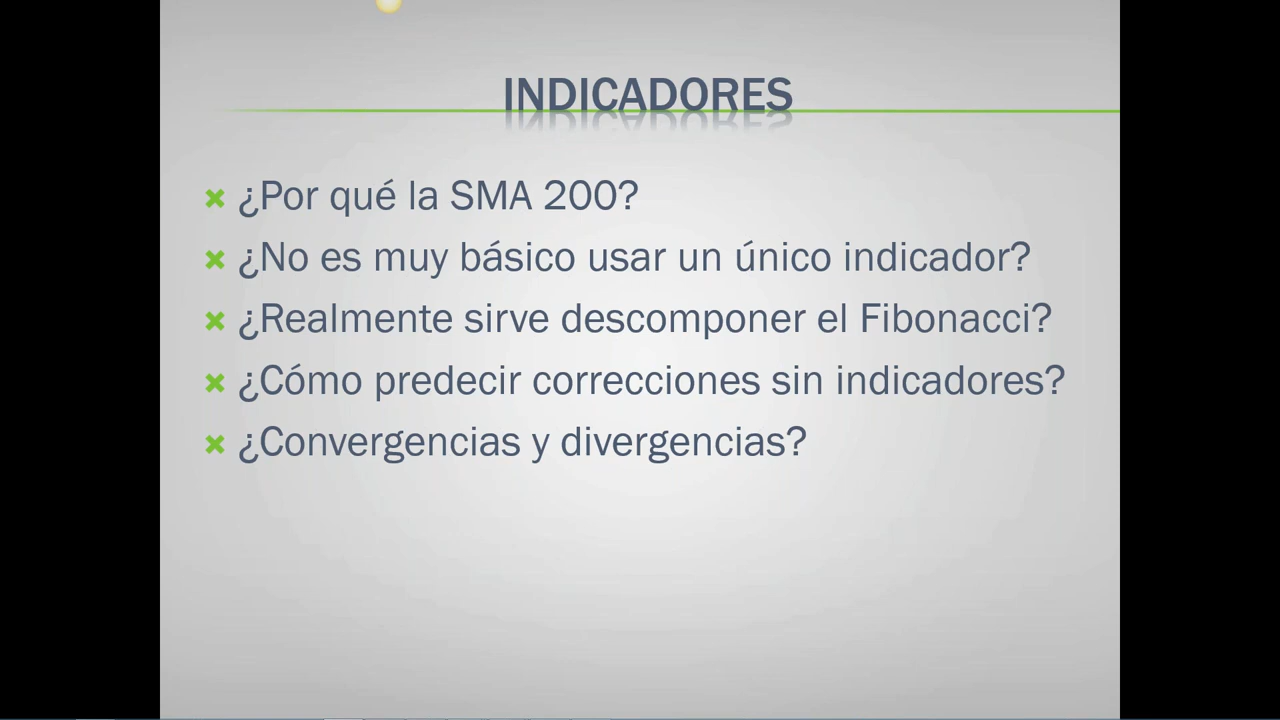 INDICADORES
¿Por qué la SMA 200?
¿No es muy básico usar un único indicador?
¿Realmente sirve descomponer el Fibonacci?
¿Cómo predecir correcciones sin indicadores?
¿Convergencias y divergencias?